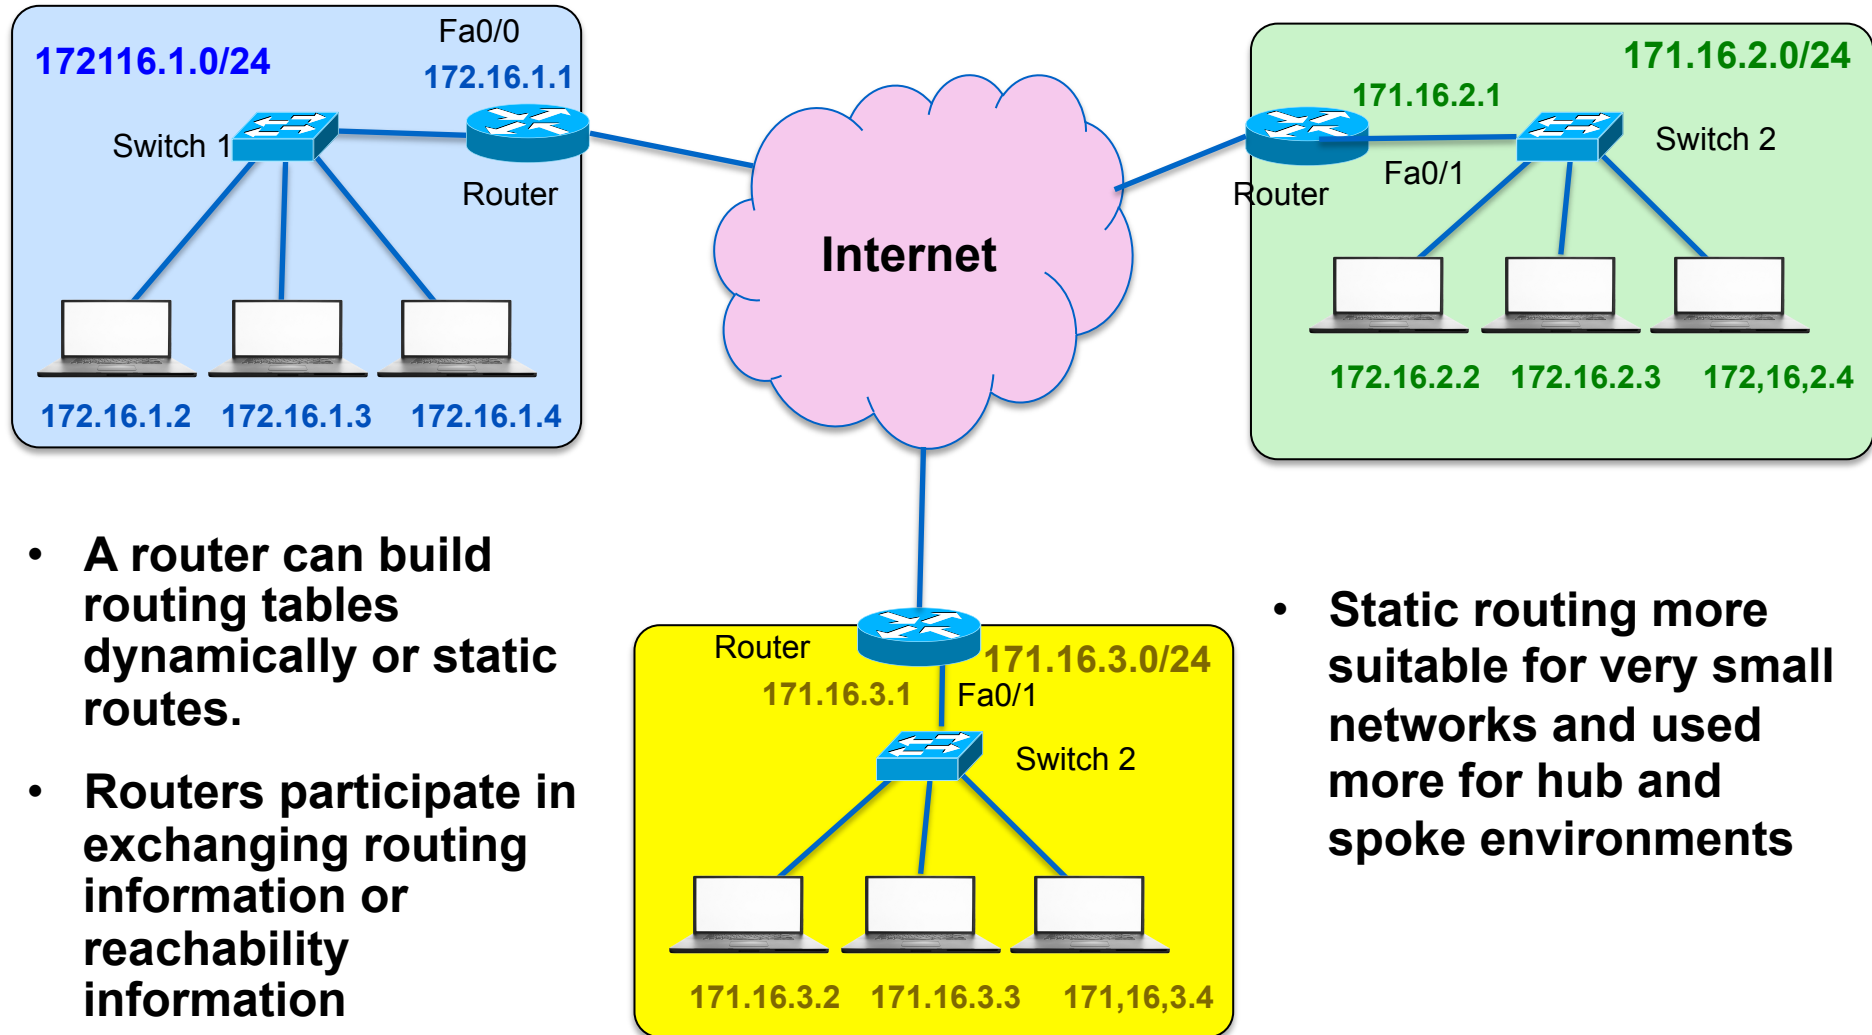 Fa0/0
172116.1.0/24
172.16.1.1
Switch 1
Router
172.16.1.2 172.16.1.3 172.16.1.4
Internet
171.16.2.0/24
171.16.2.1
Switch 2
Fa0/1
Router
172.16.2.2 172.16.2.3 172,16,2.4
• A router can build
routing tables
dynamically or static
routes.
• Routers participate in
exchanging routing
information or
reachability
information
Router
171.16.3.0/24
171.16.3.1
Fa0/1
Switch 2
171.16.3.2 171.16.3.3 171,16,3.4
• Static routing more
suitable for very small
networks and used
more for hub and
spoke environments